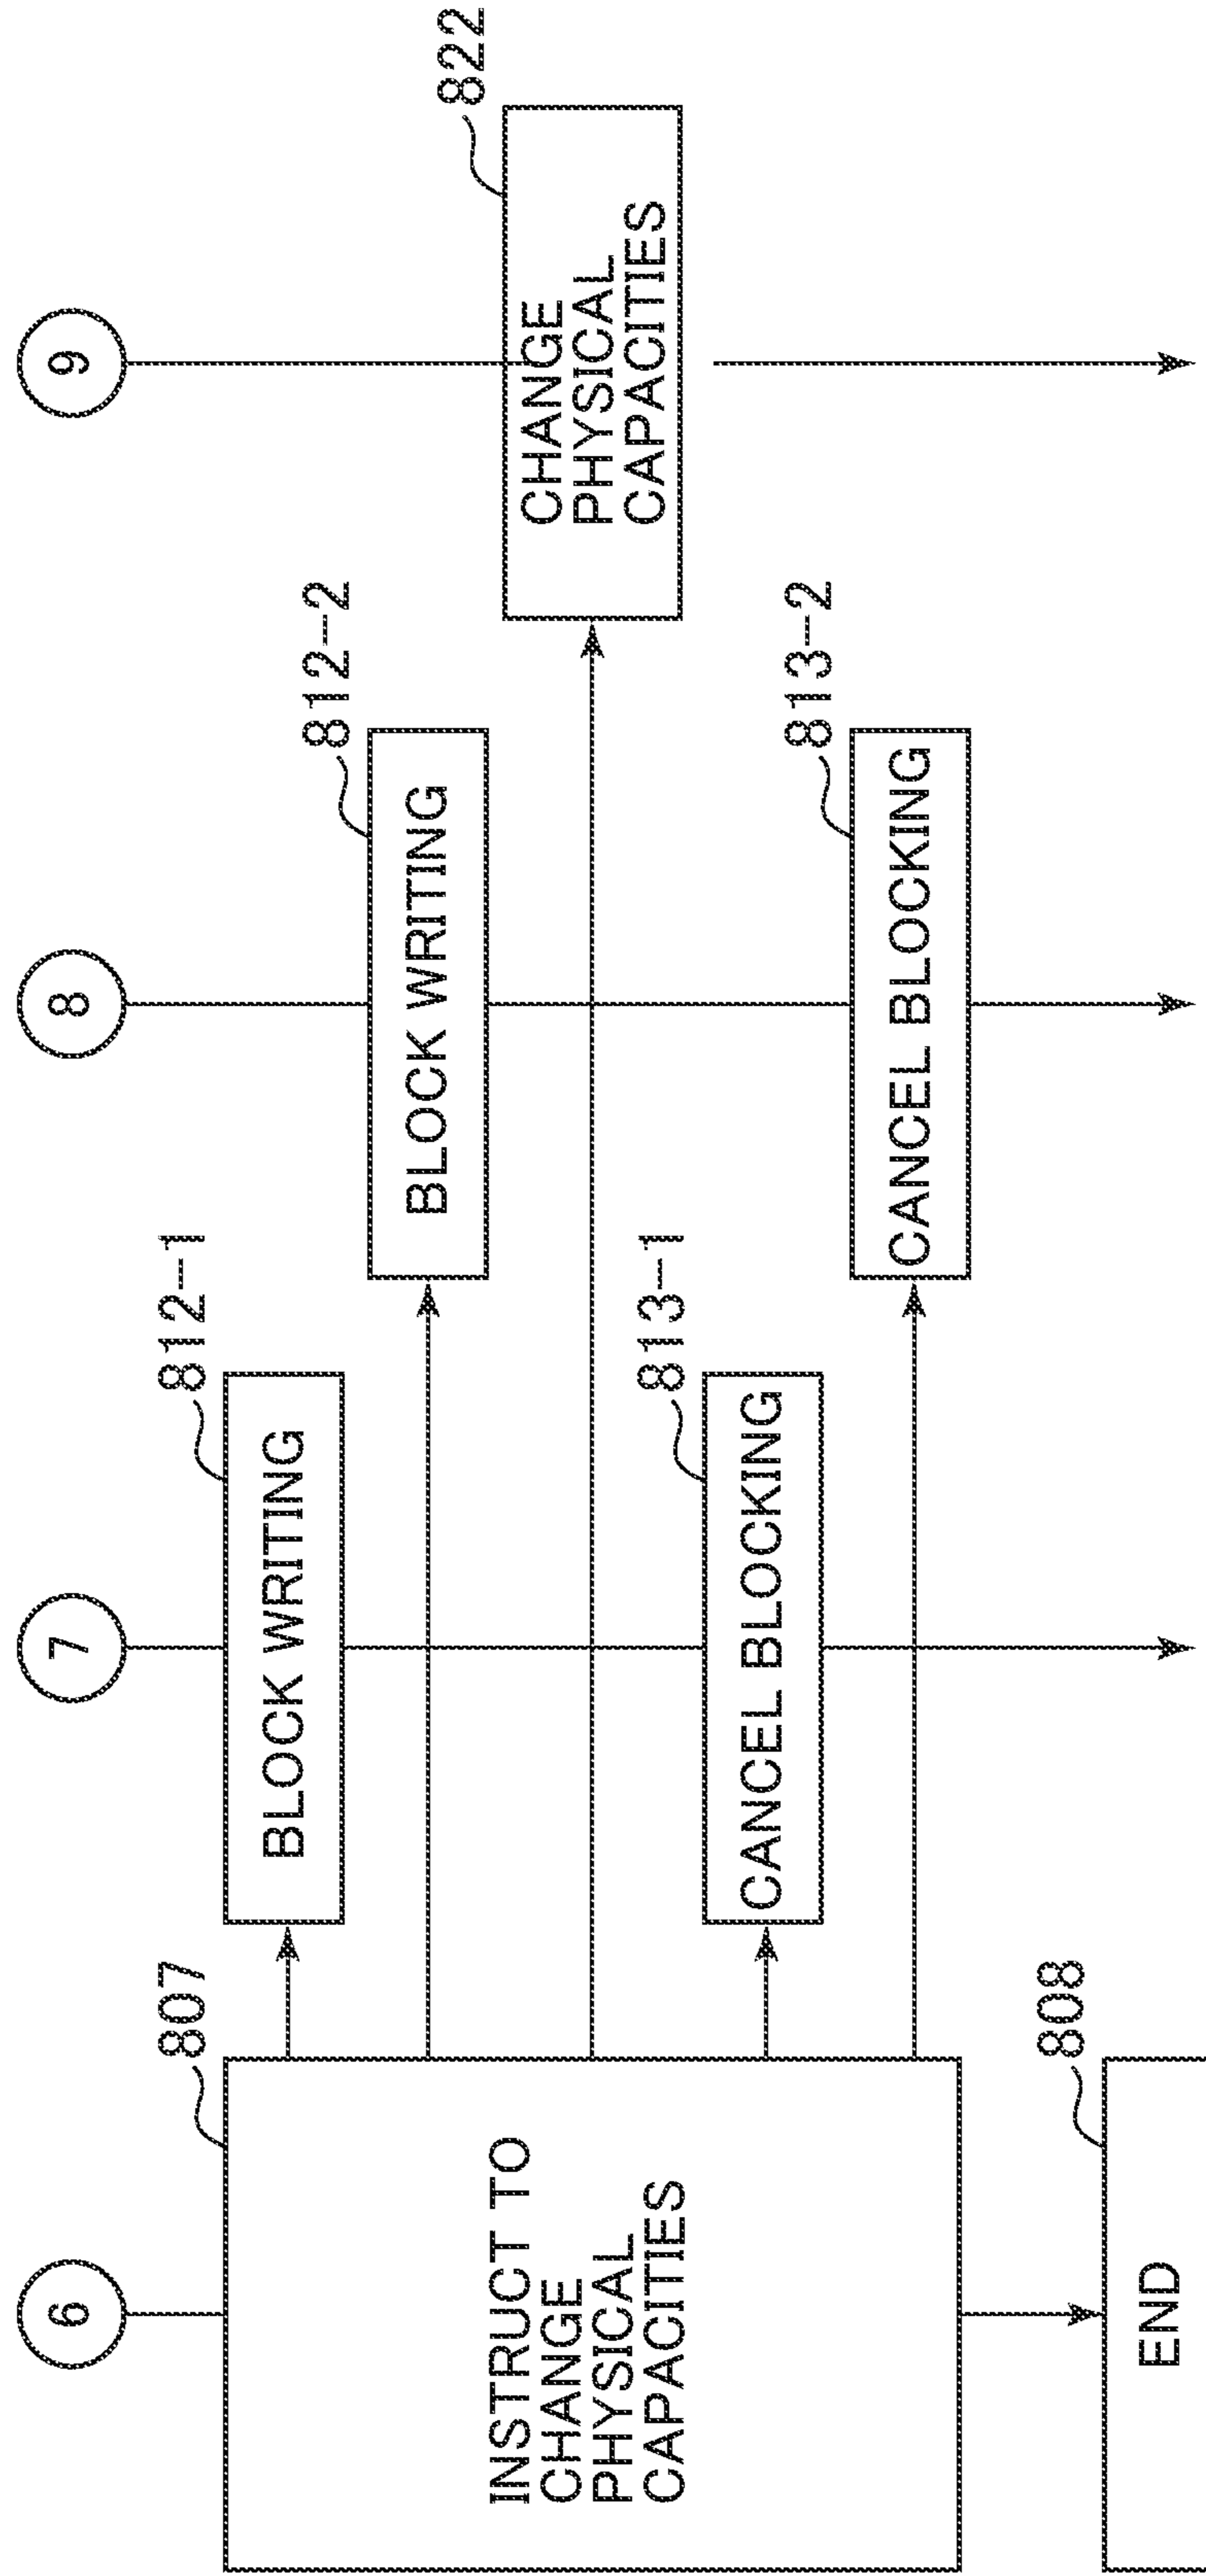 6
7
8
9
807
INSTRUCT TO
CHANGE
PHYSICAL
CAPACITIES
812-1
BLOCK WRITING
812-2
BLOCK WRITING
822
CHANGE
PHYSICAL
CAPACITIES
813-1
CANCEL BLOCKING
813-2
CANCEL BLOCKING
808
END